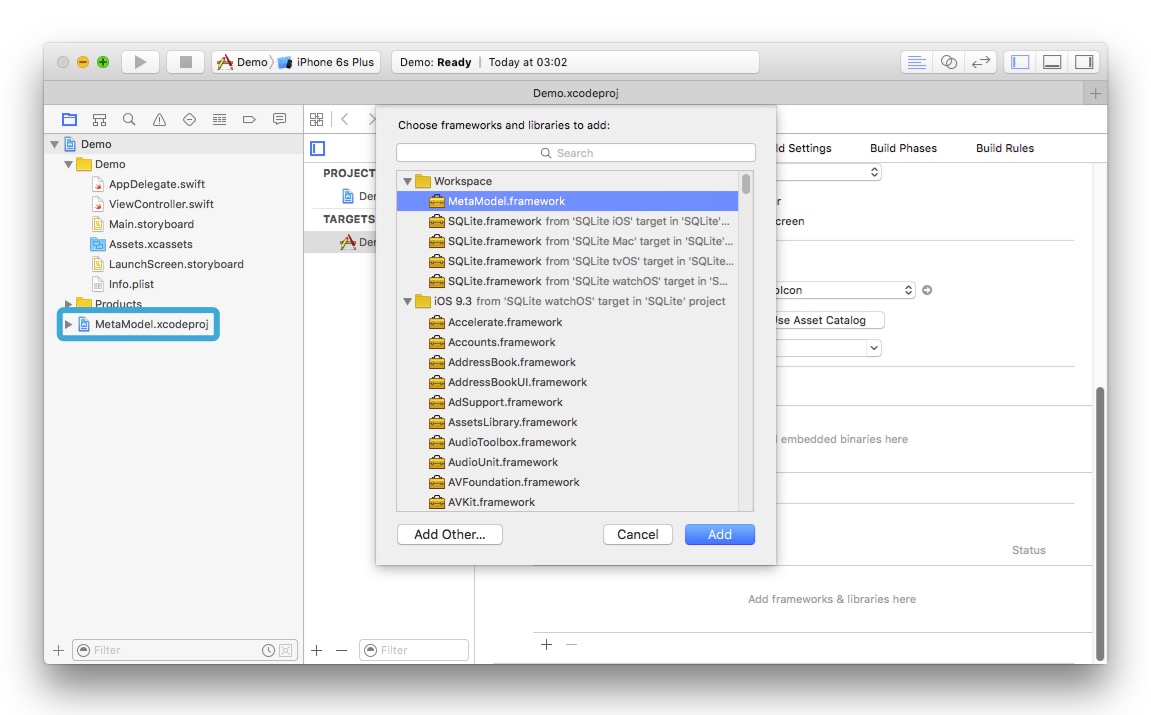 Demo
iPhone 6s Plus
Demo: Ready | Today at 03:02
Demo.xcodeproj
Demo
Demo
AppDelegate.swift
ViewController.swift
Main.storyboard
Assets.xcassets
LaunchScreen.storyboard
Info.plist
Products
MetaModel.xcodeproj
Filter
PROJECT
De
TARGETS
De
Filter
Choose frameworks and libraries to add:
Search
Workspace
MetaModel.framework
SQLite.framework from 'SQLite iOS' target in 'SQLite'...
SQLite.framework from 'SQLite Mac' target in 'SQLite'...
SQLite.framework from 'SQLite tvOS' target in 'SQLite...
SQLite.framework from 'SQLite watchOS' target in 'S...
iOS 9.3 from 'SQLite watchOS' target in 'SQLite' project
Accelerate.framework
Accounts.framework
AddressBook.framework
AddressBookUI.framework
AdSupport.framework
AssetsLibrary.framework
AudioToolbox.framework
AudioUnit.framework
AVFoundation.framework
AVKit.framework
Add Other...
Cancel
Add
ld Settings
Build Phases
Build Rules
r
creen
Icon
se Asset Catalog
embedded binaries here
Status
Add frameworks & libraries here